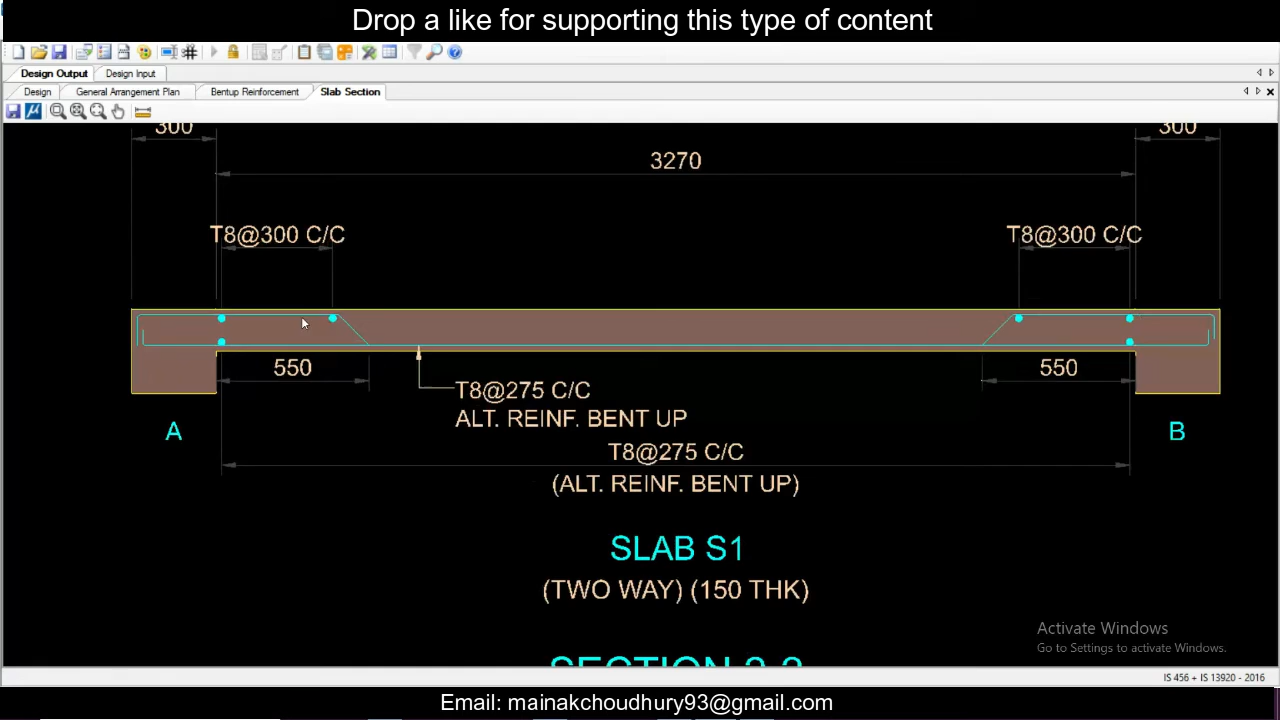 Drop a like for supporting this type of content
Design Output
Design Input
Design
General Arrangement Plan
Bentup Reinforcement
Slab Section
300
300
3270
T8@300 C/C
T8@300 C/C
550
550
T8@275 C/C
ALT. REINF. BENT UP
A
B
T8@275 C/C
(ALT. REINF. BENT UP)
SLAB S1
(TWO WAY) (150 THK)
Activate Windows
Go to Settings to activate Windows.
SECTION 2-2
IS 456 + IS 13920 - 2016
Email: mainakchoudhury93@gmail.com